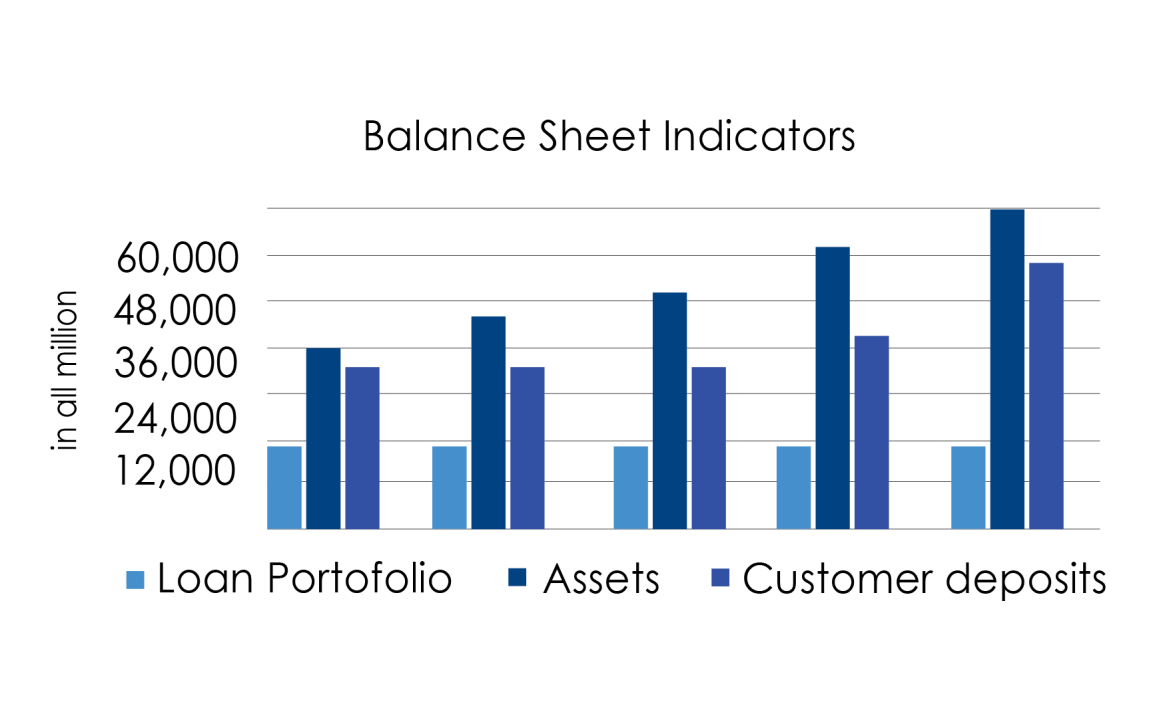 Balance Sheet Indicators
in all million
60,000
48,000
36,000
24,000
12,000
Loan Portofolio
Assets
Customer deposits